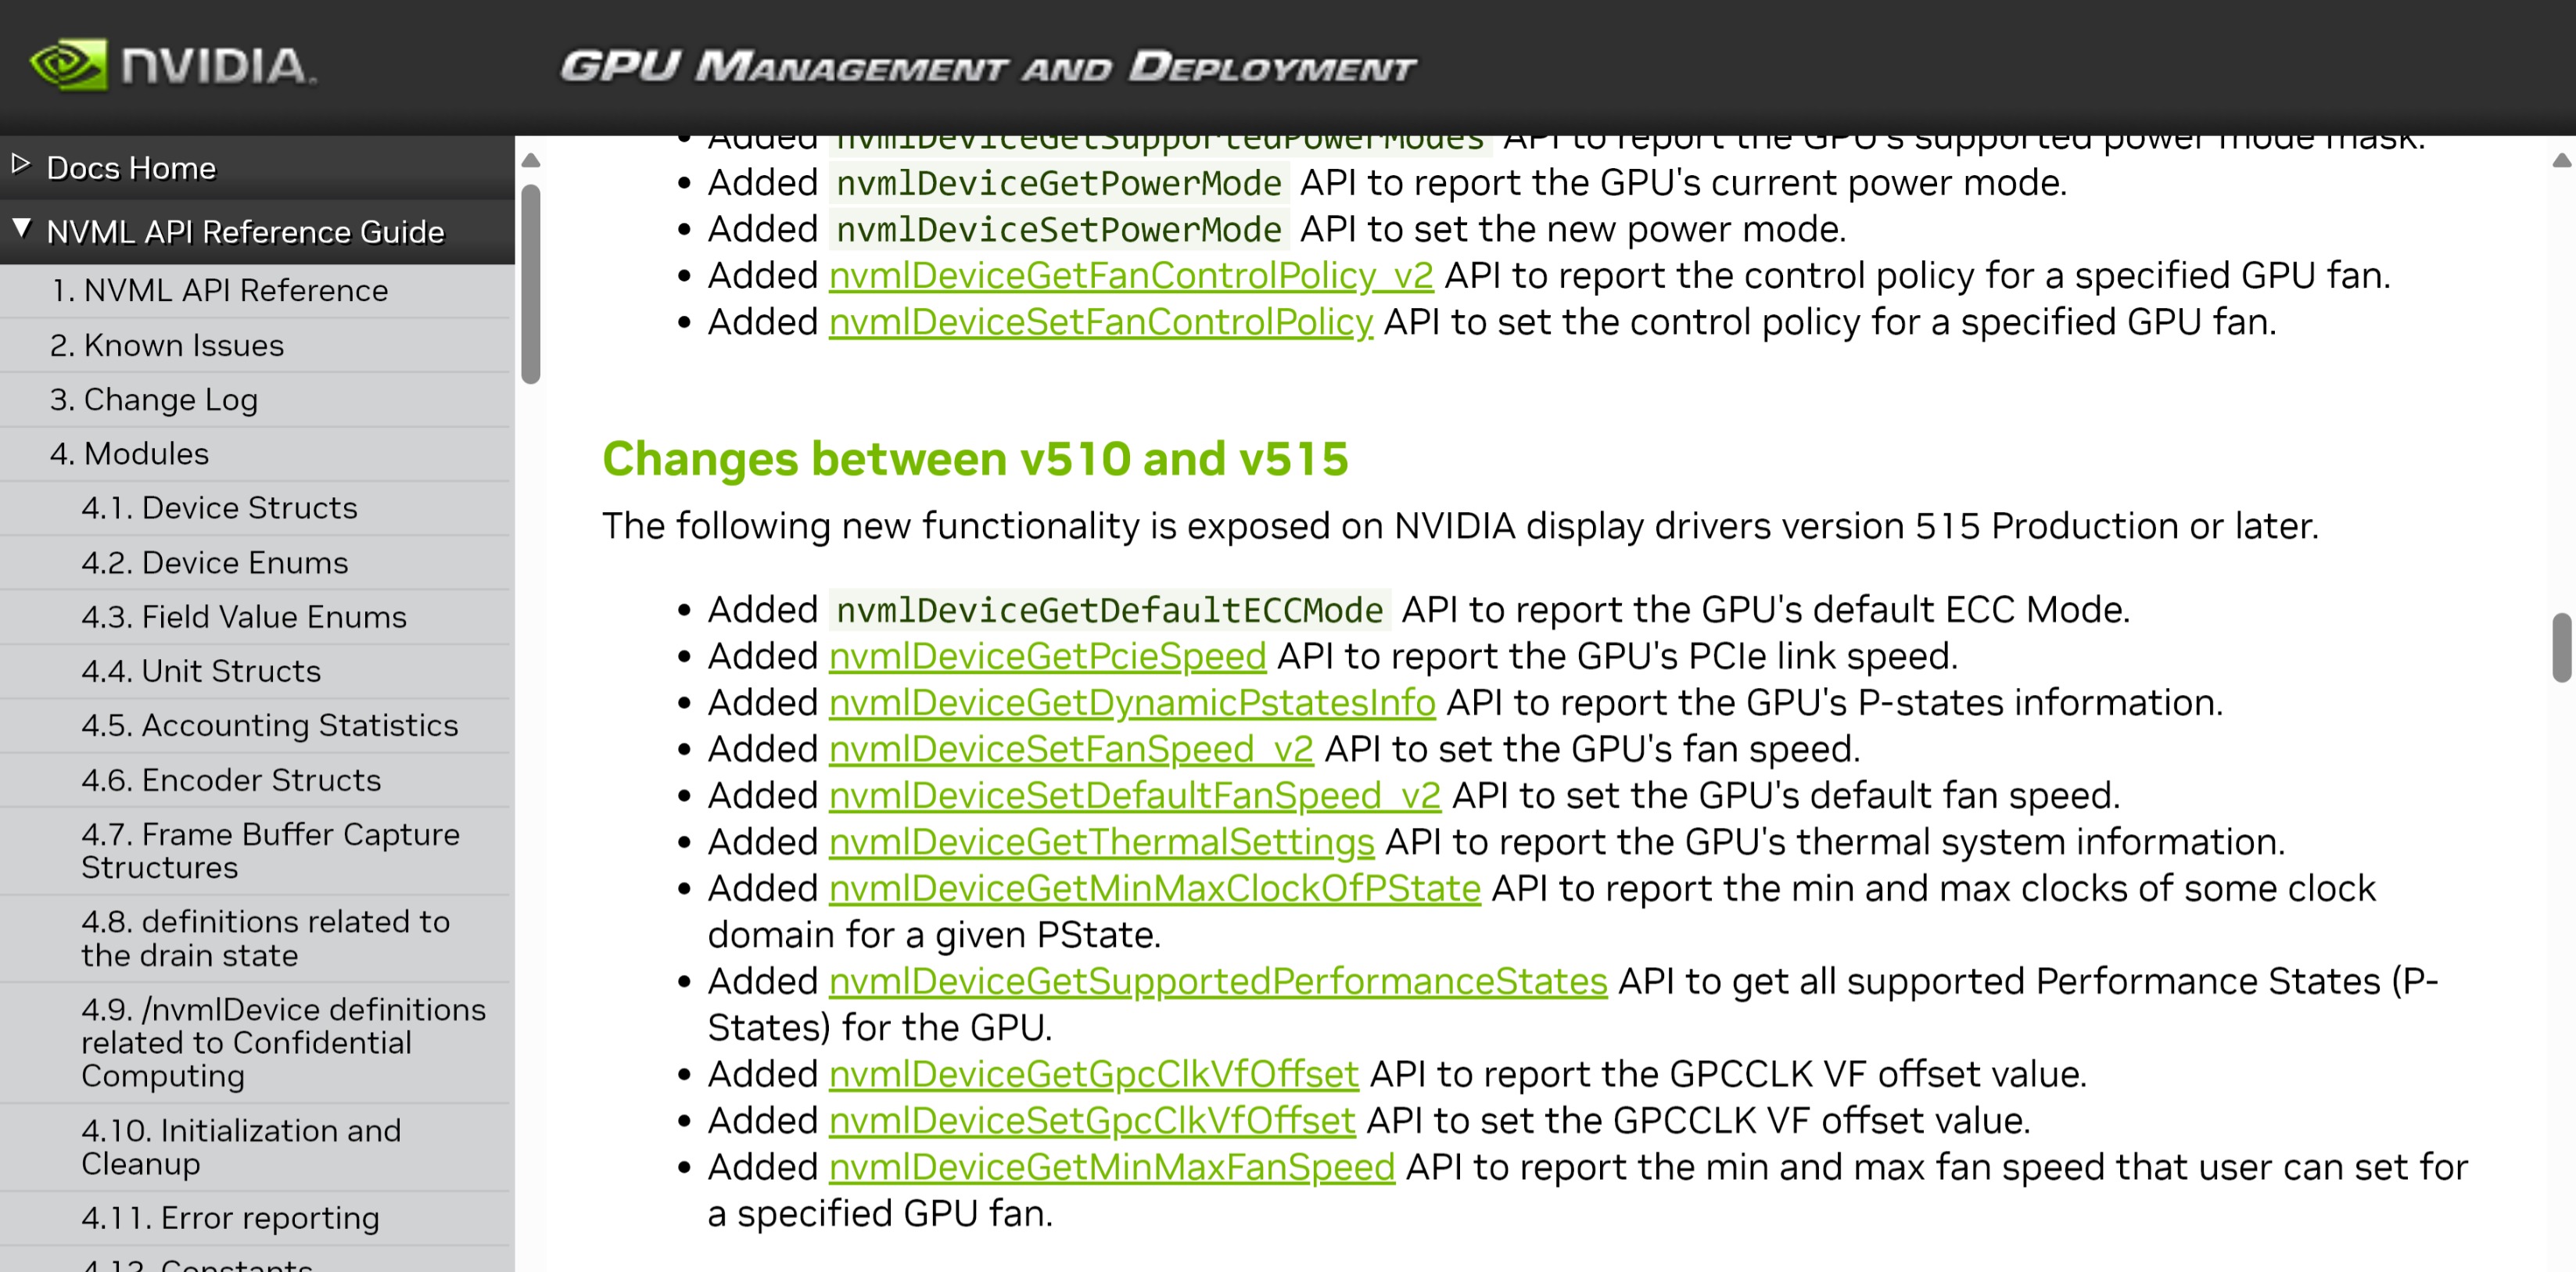 NVIDIA.
GPU Management and Deployment
Docs Home
NVML API Reference Guide
1. NVML API Reference
2. Known Issues
3. Change Log
4. Modules
4.1. Device Structs
4.2. Device Enums
4.3. Field Value Enums
4.4. Unit Structs
4.5. Accounting Statistics
4.6. Encoder Structs
4.7. Frame Buffer Capture
Structures
4.8. definitions related to
the drain state
4.9. /nvmlDevice definitions
related to Confidential
Computing
4.10. Initialization and
Cleanup
4.11. Error reporting
4.12. Constants
• Added nvmlDeviceGetSupportedPowerModes API to report the GPU's supported power mode mask.
• Added nvmlDeviceGetPowerMode API to report the GPU's current power mode.
• Added nvmlDeviceSetPowerMode API to set the new power mode.
• Added nvmlDeviceGetFanControlPolicy_v2 API to report the control policy for a specified GPU fan.
• Added nvmlDeviceSetFanControlPolicy API to set the control policy for a specified GPU fan.
Changes between v510 and v515
The following new functionality is exposed on NVIDIA display drivers version 515 Production or later.
• Added nvmlDeviceGetDefaultECCMode API to report the GPU's default ECC Mode.
• Added nvmlDeviceGetPcieSpeed API to report the GPU's PCIe link speed.
• Added nvmlDeviceGetDynamicPstatesInfo API to report the GPU's P-states information.
• Added nvmlDeviceSetFanSpeed_v2 API to set the GPU's fan speed.
• Added nvmlDeviceSetDefaultFanSpeed_v2 API to set the GPU's default fan speed.
• Added nvmlDeviceGetThermalSettings API to report the GPU's thermal system information.
• Added nvmlDeviceGetMinMaxClockOfPState API to report the min and max clocks of some clock
domain for a given PState.
• Added nvmlDeviceGetSupportedPerformanceStates API to get all supported Performance States (P-
States) for the GPU.
• Added nvmlDeviceGetGpcClkVfOffset API to report the GPCCLK VF offset value.
• Added nvmlDeviceSetGpcClkVfOffset API to set the GPCCLK VF offset value.
• Added nvmlDeviceGetMinMaxFanSpeed API to report the min and max fan speed that user can set for
a specified GPU fan.